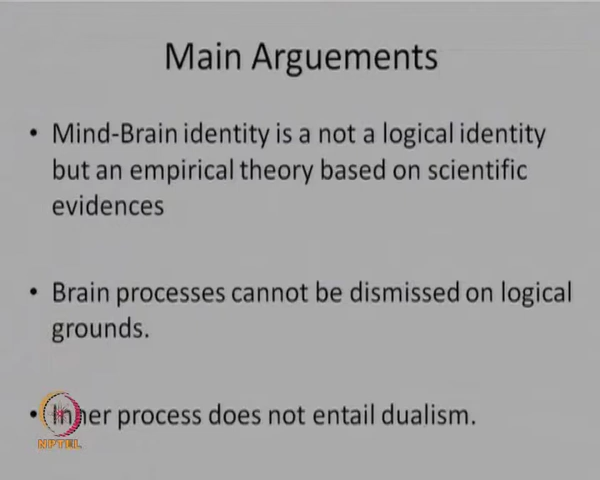 Main Arguements
• Mind-Brain identity is a not a logical identity
but an empirical theory based on scientific
evidences
• Brain processes cannot be dismissed on logical
grounds.
• Inner process does not entail dualism.
NPTEL